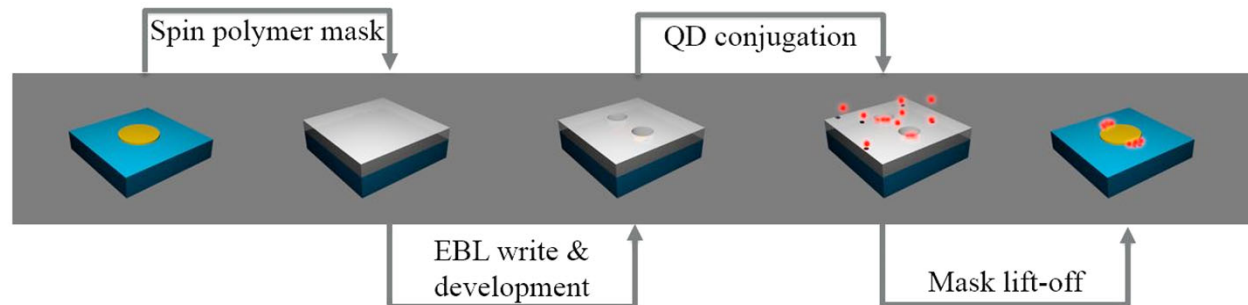 Spin polymer mask
QD conjugation
EBL write &
development
Mask lift-off